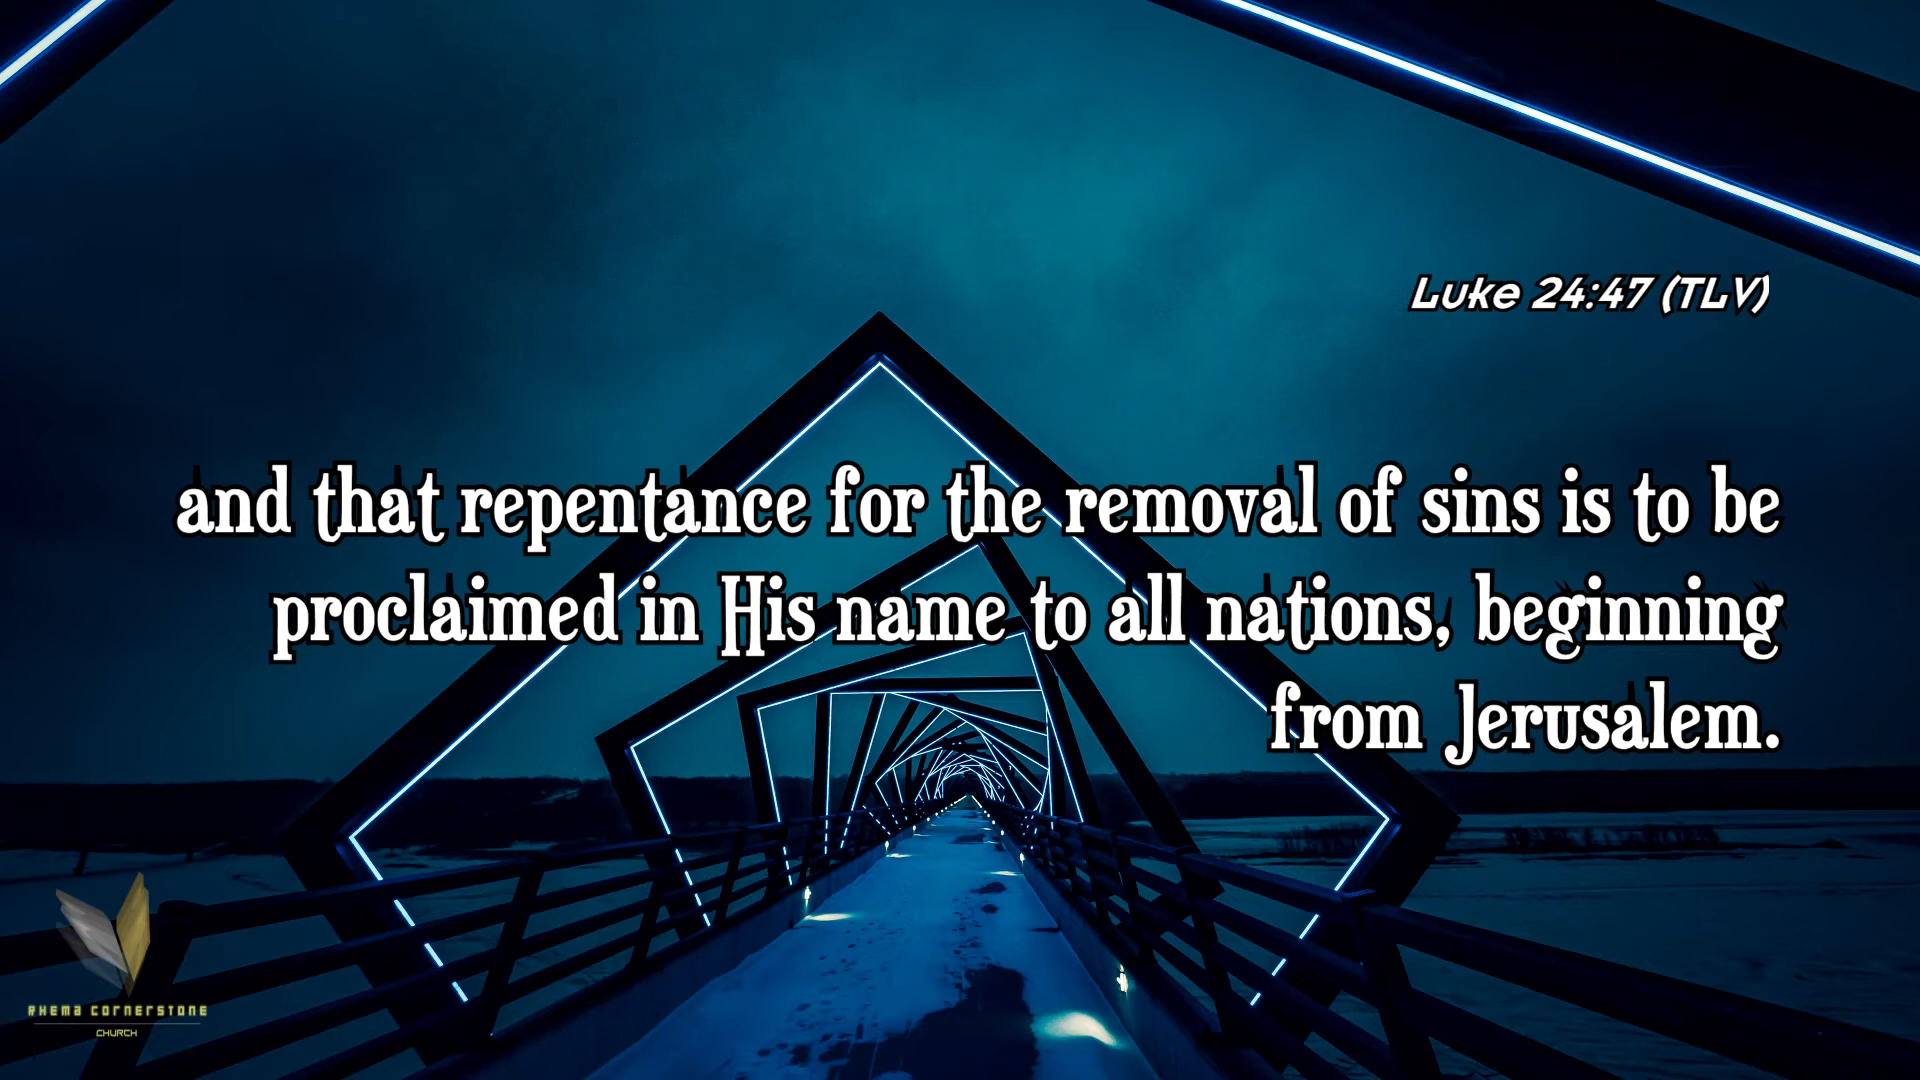 Luke 24:47 (TLV)
and that repentance for the removal of sins is to be
proclaimed in His name to all nations, beginning
from Jerusalem.
RHEMA CORNERSTONE
CHURCH